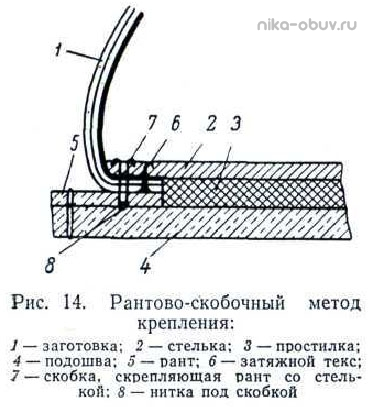 nika-obuv.ru
1
7
6
2
3
5
8
4
Рис. 14. Рантово-скобочный метод
крепления:
1 — заготовка; 2 — стелька; 3 — простилка;
4 — подошва; 5 — рант; 6 — затяжной текс;
7 — скобка, скрепляющая рант со стель-
кой; 8 — нитка под скобкой